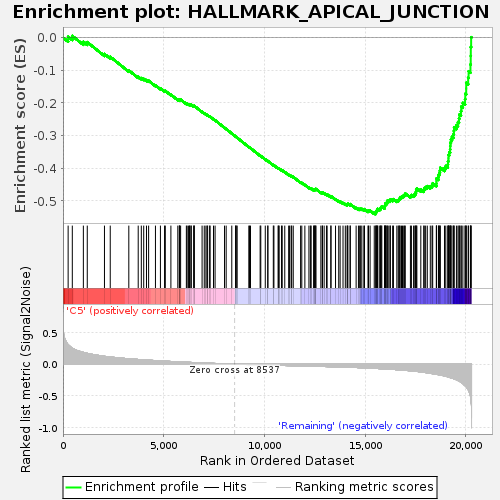 Enrichment plot: HALLMARK_APICAL_JUNCTION
Enrichment score (ES)
0.0
-0.1
-0.2
-0.3
-0.4
-0.5
'C5' (positively correlated)
Ranked list metric (Signal2Noise)
0.5
0.0
-0.5
-1.0
Zero cross at 8537
'Remaining' (negatively correlated)
0
5,000
10,000
15,000
20,000
Rank in Ordered Dataset
Enrichment profile
Hits
Ranking metric scores